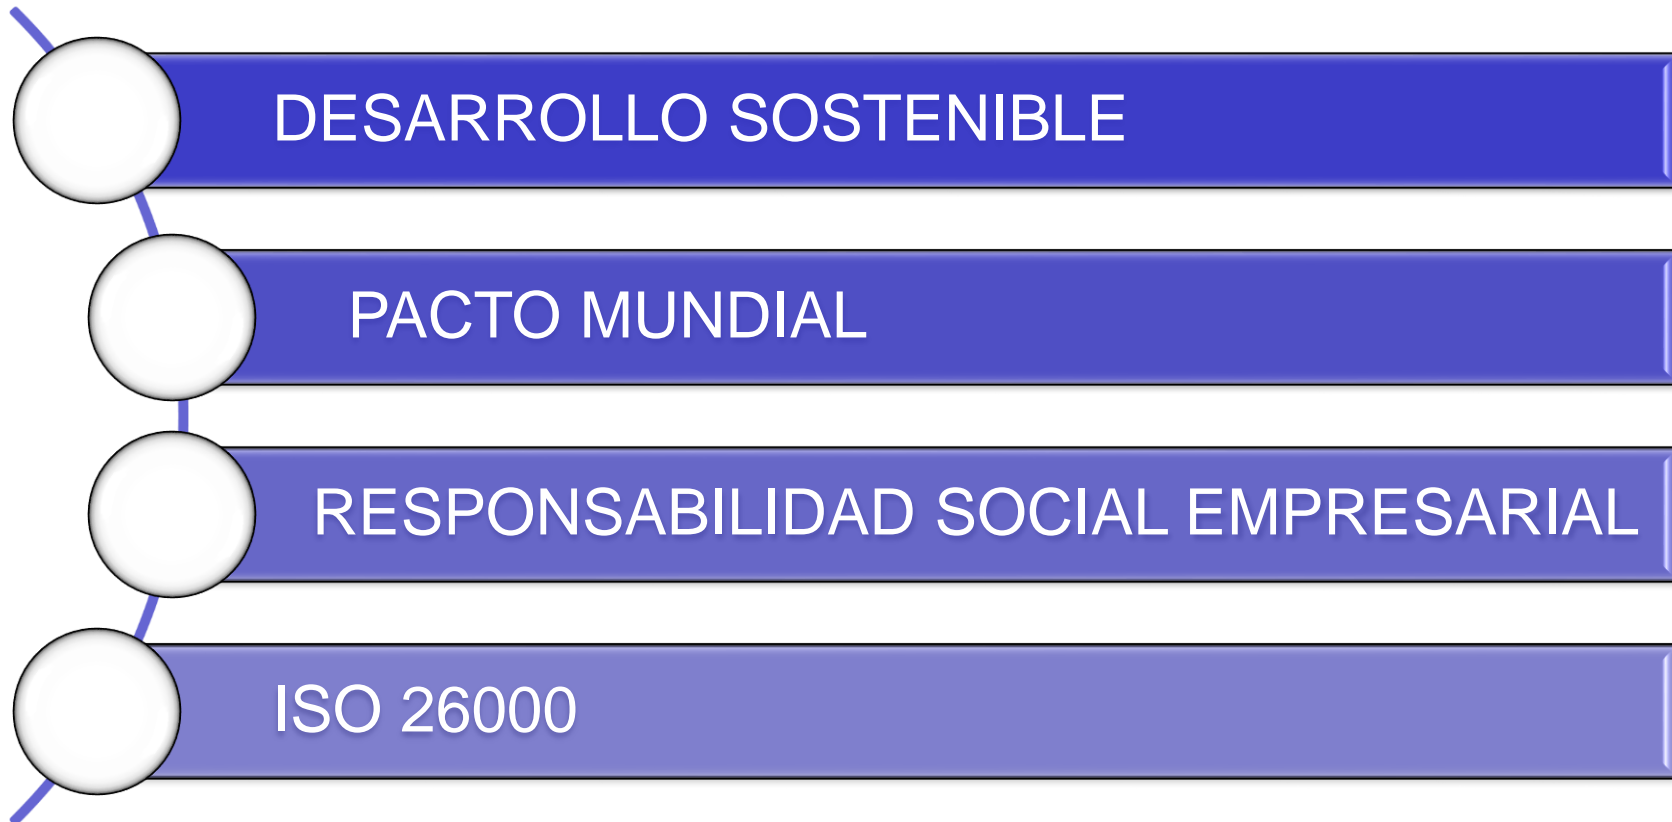 DESARROLLO SOSTENIBLE
PACTO MUNDIAL
RESPONSABILIDAD SOCIAL EMPRESARIAL
ISO 26000